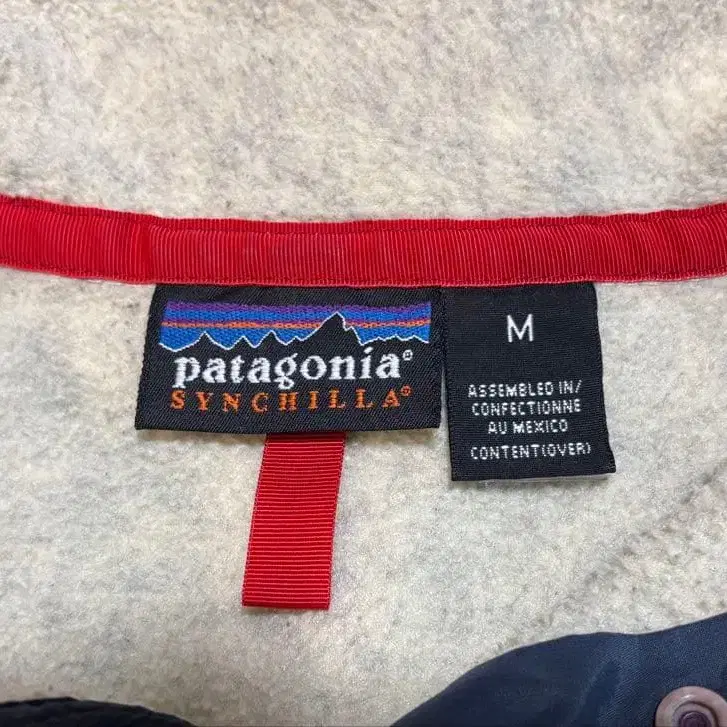 patagonia®
SYNCHILLA®
M
ASSEMBLED IN/
CONFECTIONNE
AU MEXICO
CONTENT(OVER)